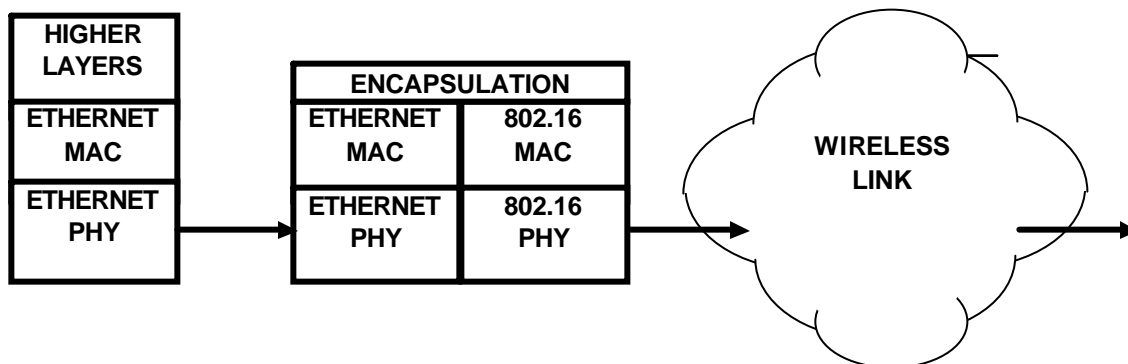 HIGHER
LAYERS
ETHERNET
MAC
ETHERNET
PHY
ENCAPSULATION
ETHERNET
MAC
802.16
MAC
ETHERNET
PHY
802.16
PHY
WIRELESS
LINK